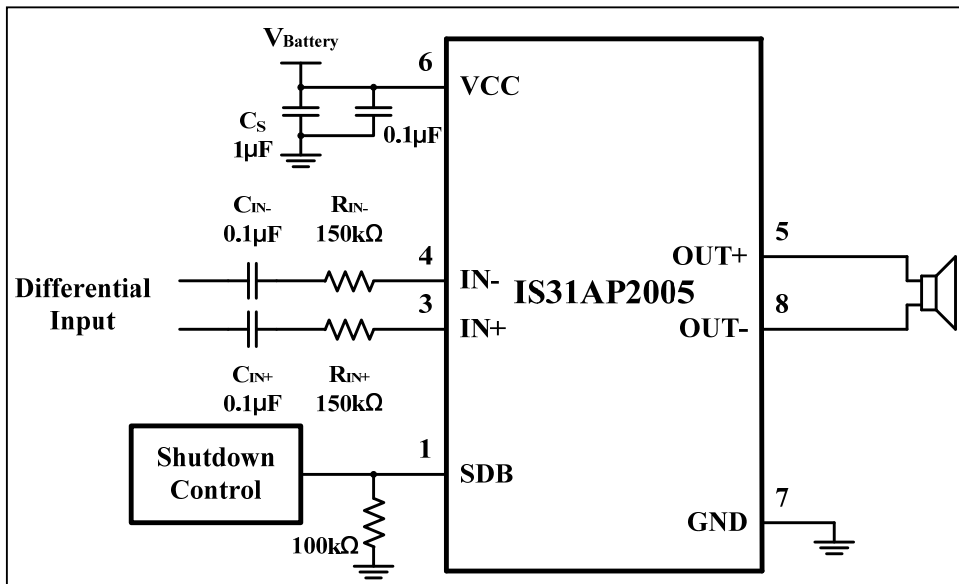 VBattery
6
VCC
CS
1µF
0.1µF
CIN-
0.1µF
RIN-
150kΩ
Differential
Input
4
IN-
3
IN+
CIN+
0.1µF
RIN+
150kΩ
IS31AP2005
OUT+
5
OUT-
8
Shutdown
Control
1
SDB
100kΩ
GND
7